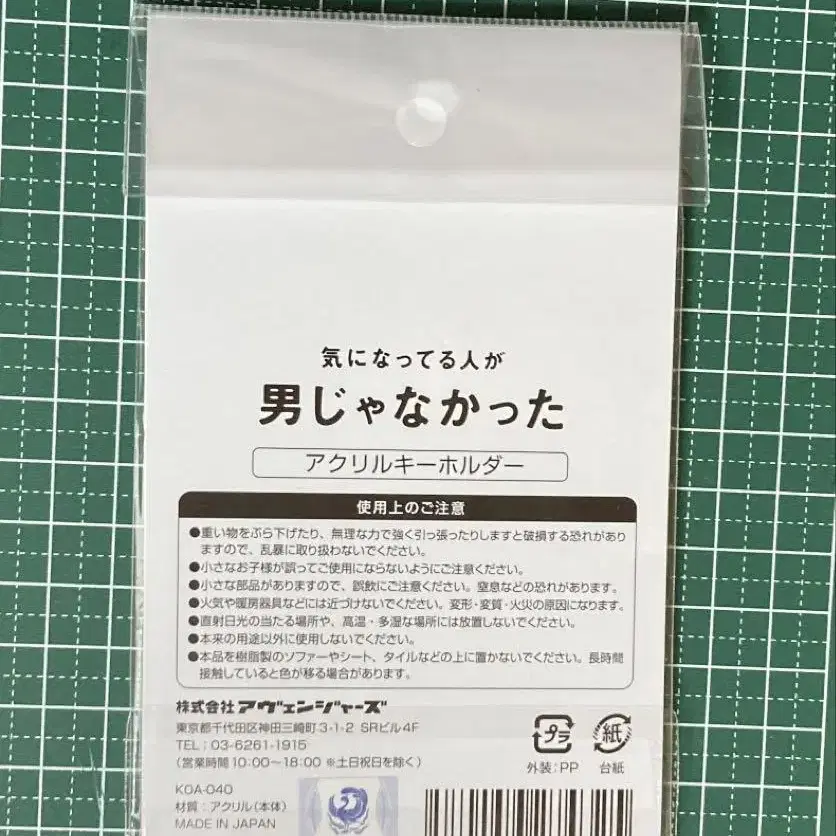 気になってる人が
男じゃなかった
アクリルキーホルダー
使用上のご注意
●重い物をぶら下げたり、無理な力で強く引っ張ったりしますと破損する恐れがあり
ますので、乱暴に取り扱わないでください。
●小さなお子様が誤ってご使用にならないようにご注意ください。
●小さな部品がありますので、誤飲にご注意ください。窒息などの恐れがあります。
●火気や暖房器具などには近づけないでください。変形・変質・火災の原因になります。
●直射日光の当たる場所や、高温・多湿な場所には放置しないでください。
●本来の用途以外に使用しないでください。
●本品を樹脂製のソファーやシート、タイルなどの上に置かないでください。長時間
接触していると色が移る場合があります。
株式会社アヴェンジャーズ
東京都千代田区神田三崎町3-1-2 SRビル4F
TEL:03-6261-1915
(営業時間10:00~18:00 ※土日祝日を除く)
プラ
紙
外装:PP 台紙
KOA-040
材質:アクリル(本体)
MADE IN JAPAN